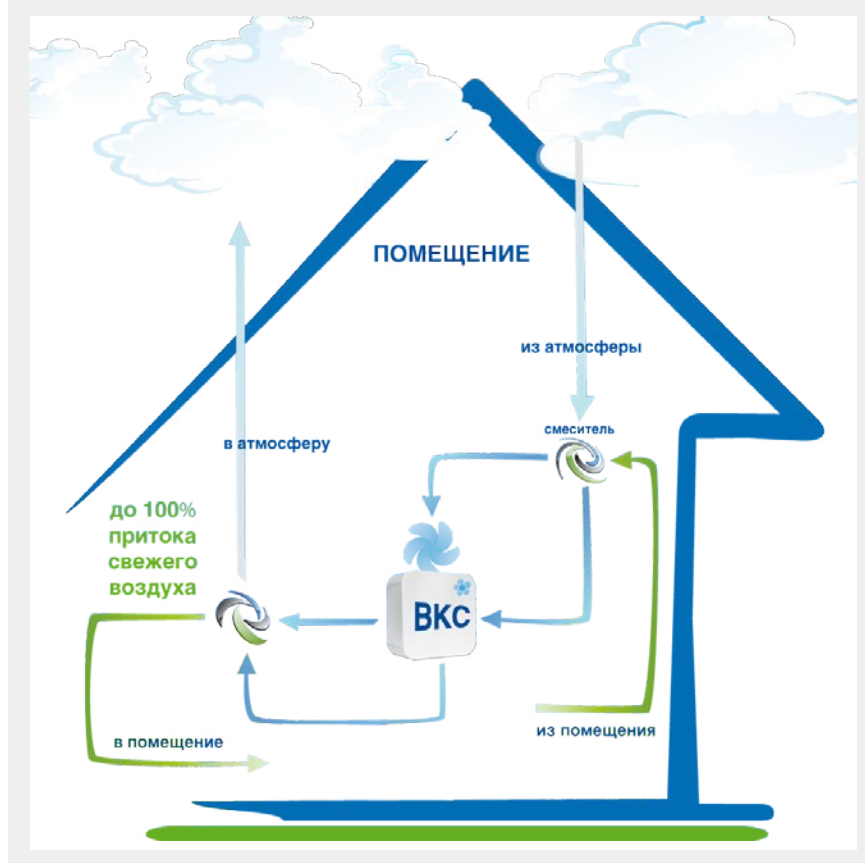 ПОМЕЩЕНИЕ
из атмосферы
смеситель
в атмосферу
до 100%
притока
свежего
воздуха
ВКС
в помещение
из помещения